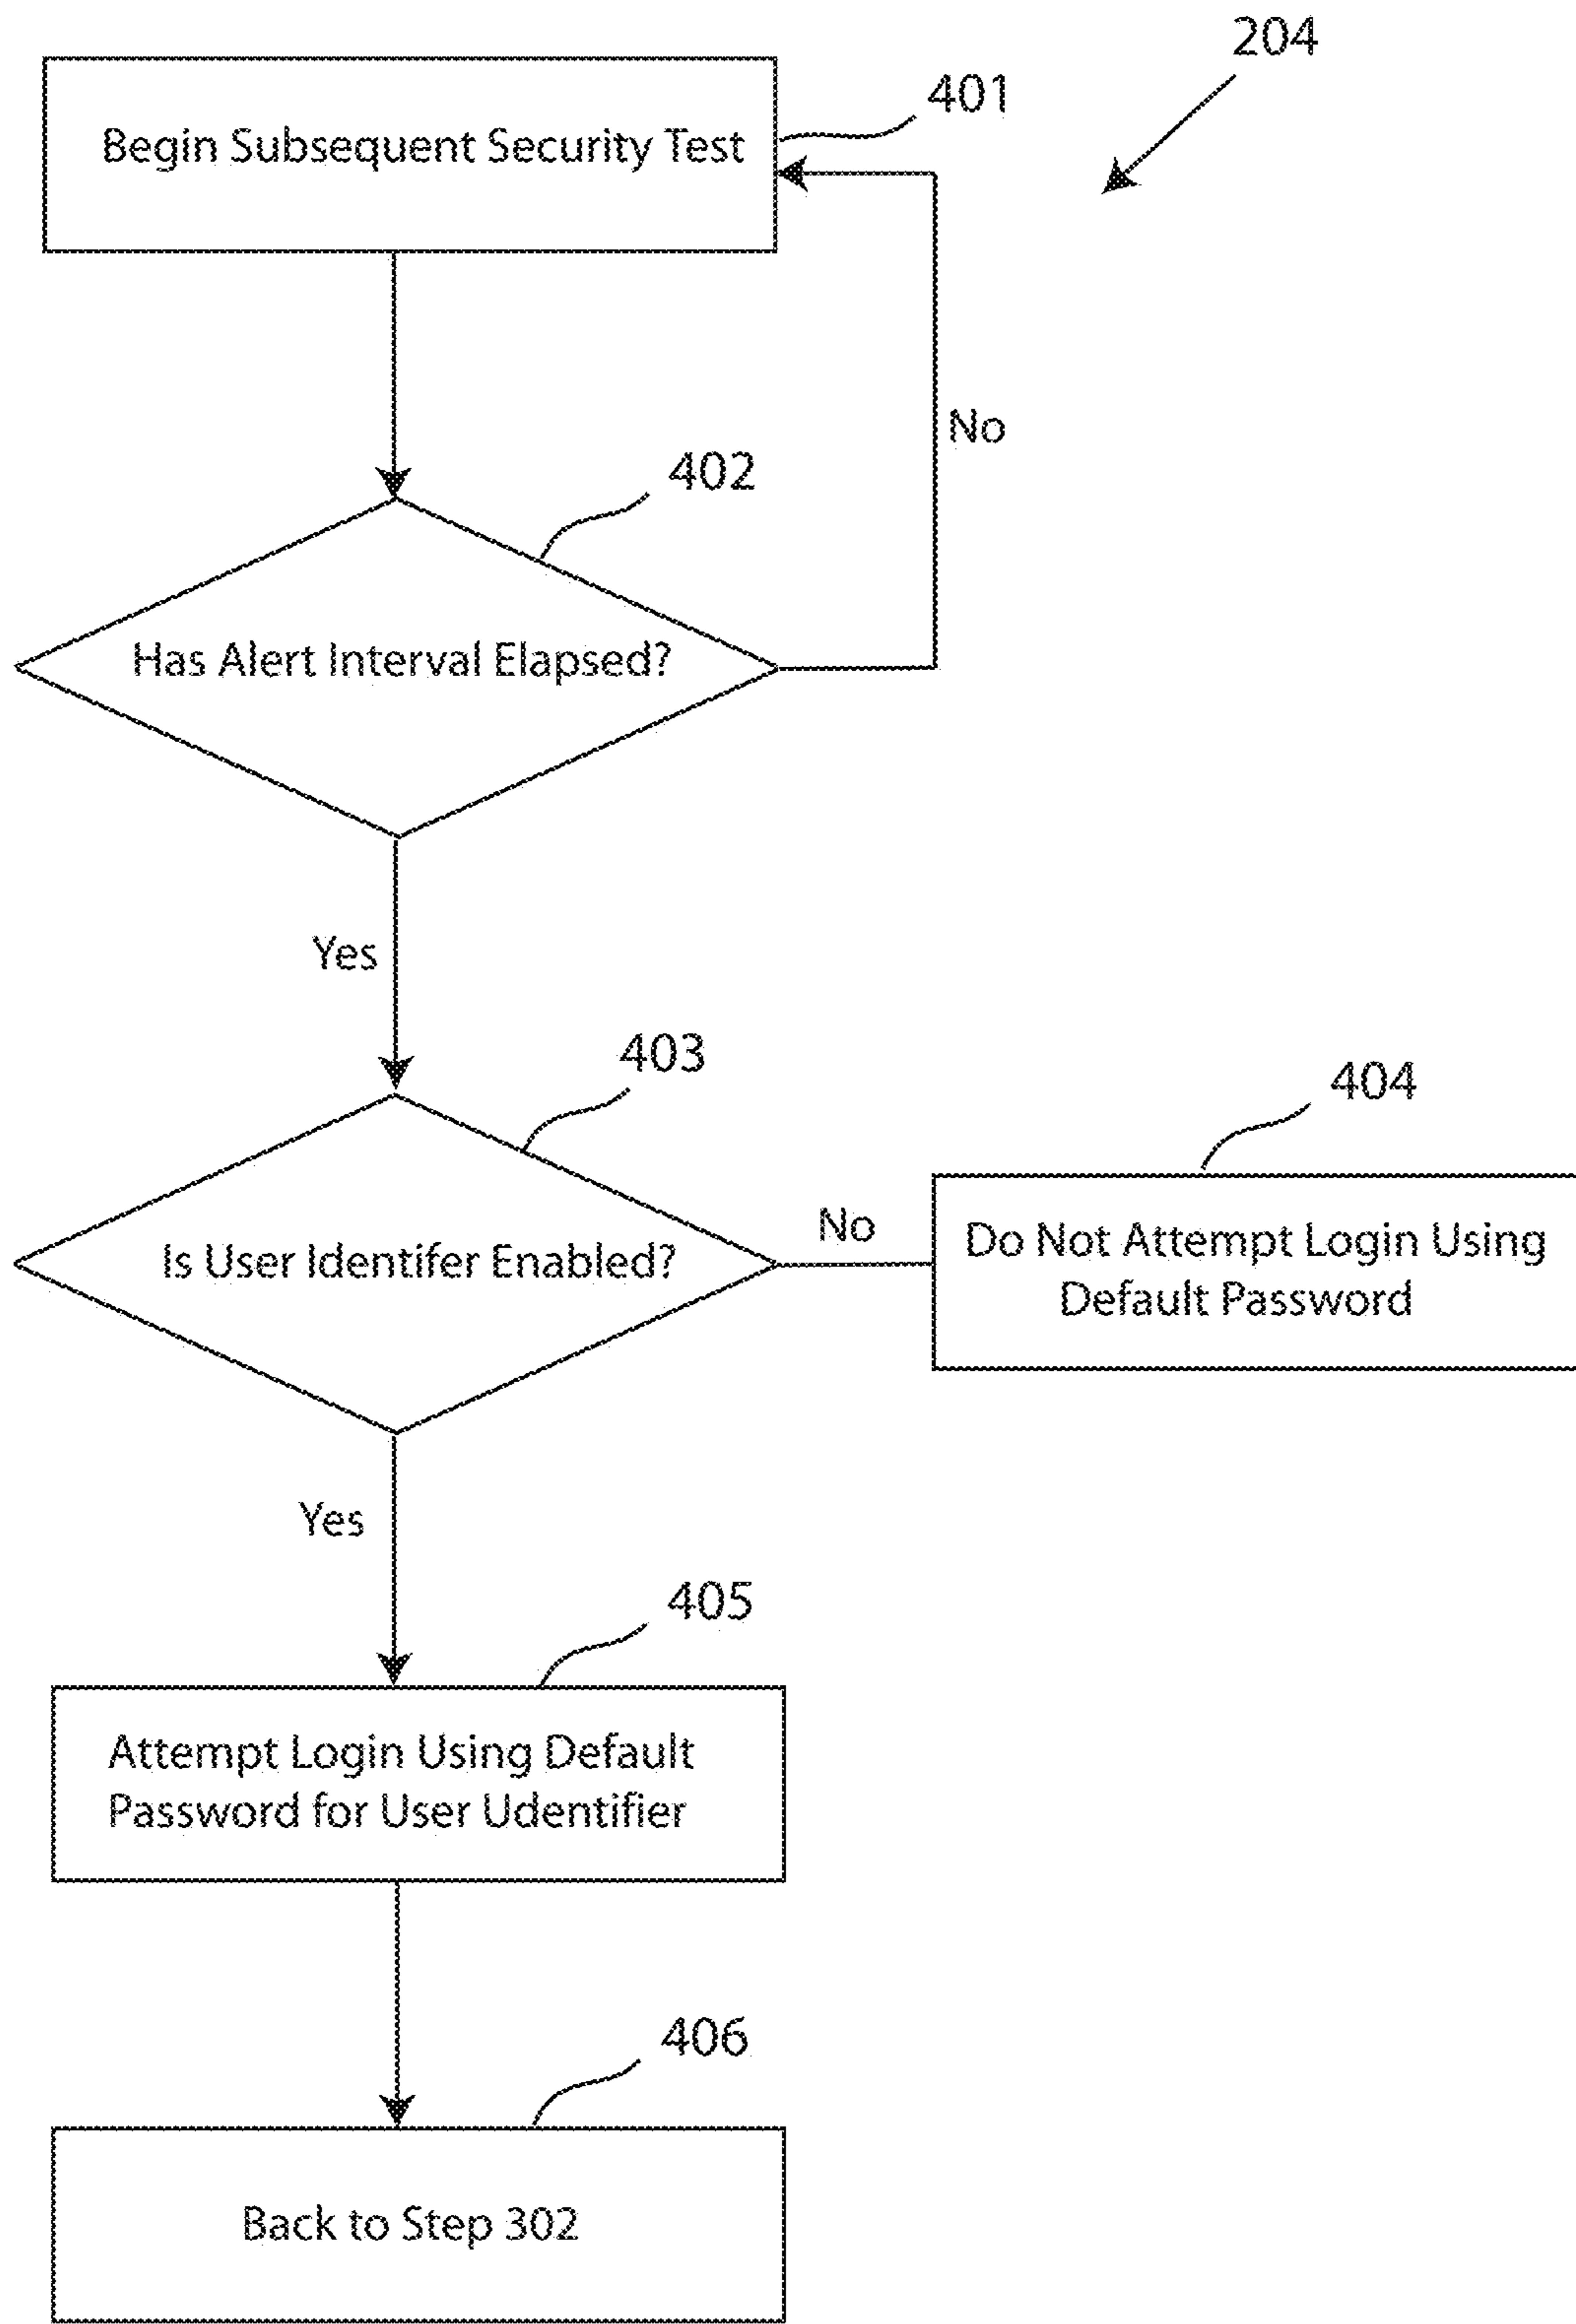 204
401
Begin Subsequent Security Test
No
402
Has Alert Interval Elapsed?
Yes
403
404
Is User Identifer Enabled?
No
Do Not Attempt Login Using
Default Password
Yes
405
Attempt Login Using Default
Password for User Udentifier
406
Back to Step 302